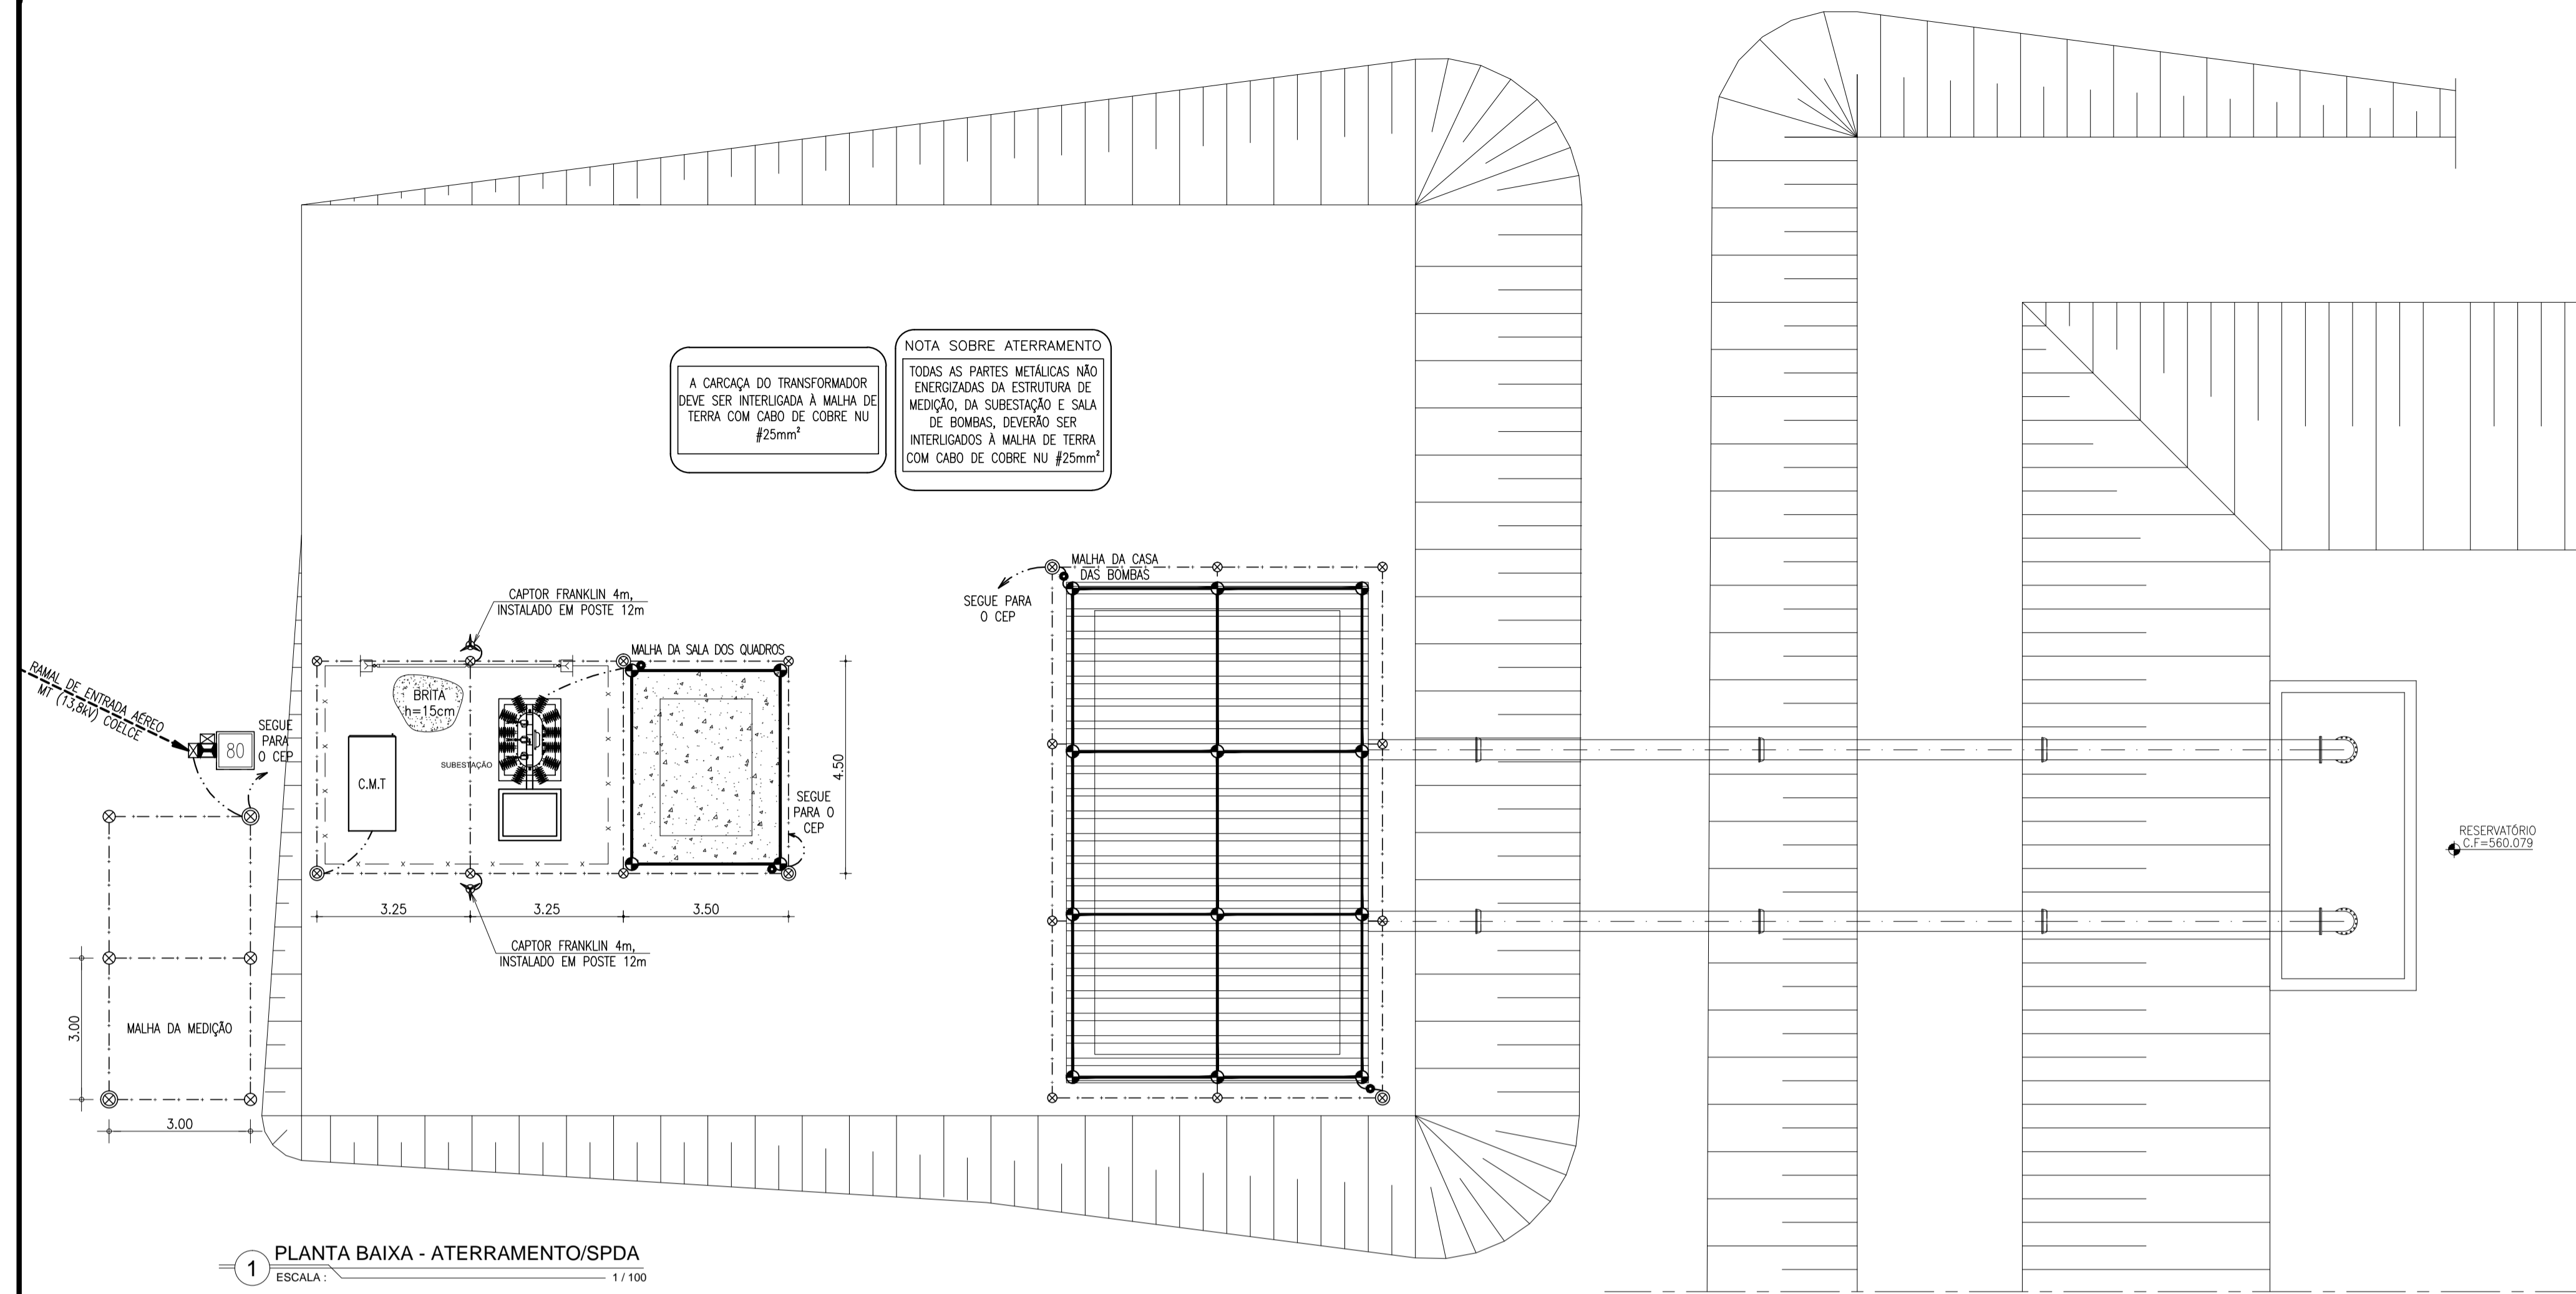 A CARCAÇA DO TRANSFORMADOR
DEVE SER INTERLIGADA À MALHA DE
TERRA COM CABO DE COBRE NU
#25mm²
NOTA SOBRE ATERRAMENTO
TODAS AS PARTES METÁLICAS NÃO
ENERGIZADAS DA ESTRUTURA DE
MEDIÇÃO, DA SUBESTAÇÃO E SALA
DE BOMBAS, DEVERÃO SER
INTERLIGADOS À MALHA DE TERRA
COM CABO DE COBRE NU #25mm²
MALHA DA CASA
DAS BOMBAS
SEGUE PARA
O CEP
CAPTOR FRANKLIN 4m,
INSTALADO EM POSTE 12m
MALHA DA SALA DOS QUADROS
RAMAL DE ENTRADA AÉREO
MT (13,8kV) COELCE
SEGUE
PARA
O CEP
80
BRITA
h=15cm
C.M.T
SUBESTAÇÃO
4.50
SEGUE
PARA O
CEP
3.25
3.25
3.50
CAPTOR FRANKLIN 4m,
INSTALADO EM POSTE 12m
RESERVATÓRIO
C.F=560.079
MALHA DA MEDIÇÃO
3.00
3.00
1
PLANTA BAIXA - ATERRAMENTO/SPDA
ESCALA : 1 / 100